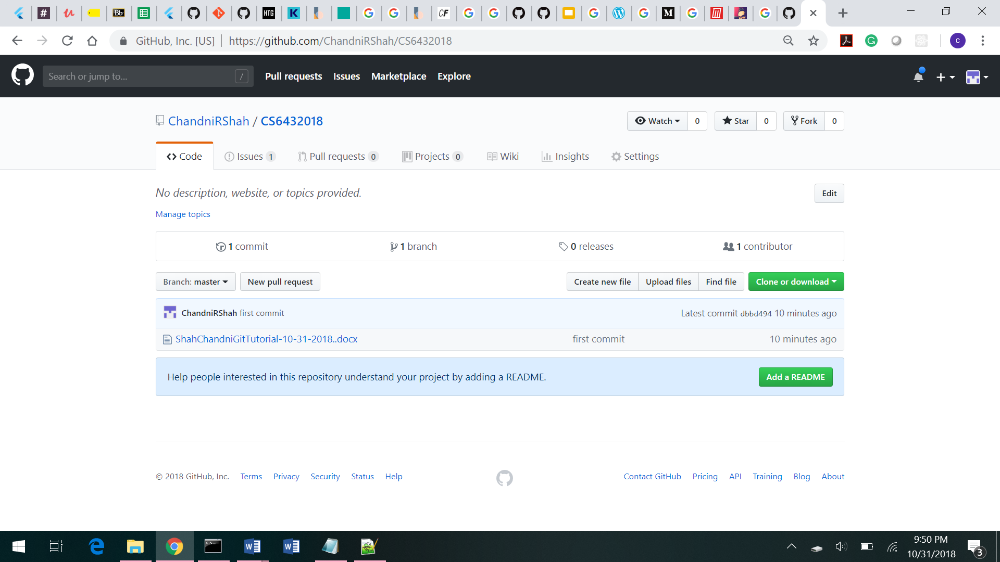 GitHub, Inc. [US] | https://github.com/ChandniRShah/CS6432018
Search or jump to... / Pull requests Issues Marketplace Explore
ChandniRShah / CS6432018 Watch 0 Star 0 Fork 0
Code Issues 1 Pull requests 0 Projects 0 Wiki Insights Settings
No description, website, or topics provided. Edit
Manage topics
1 commit 1 branch 0 releases 1 contributor
Branch: master New pull request Create new file Upload files Find file Clone or download
ChandniRShah first commit Latest commit dbbd494 10 minutes ago
ShahChandniGitTutorial-10-31-2018..docx first commit 10 minutes ago
Help people interested in this repository understand your project by adding a README. Add a README
© 2018 GitHub, Inc. Terms Privacy Security Status Help Contact GitHub Pricing API Training Blog About
9:50 PM
10/31/2018
3